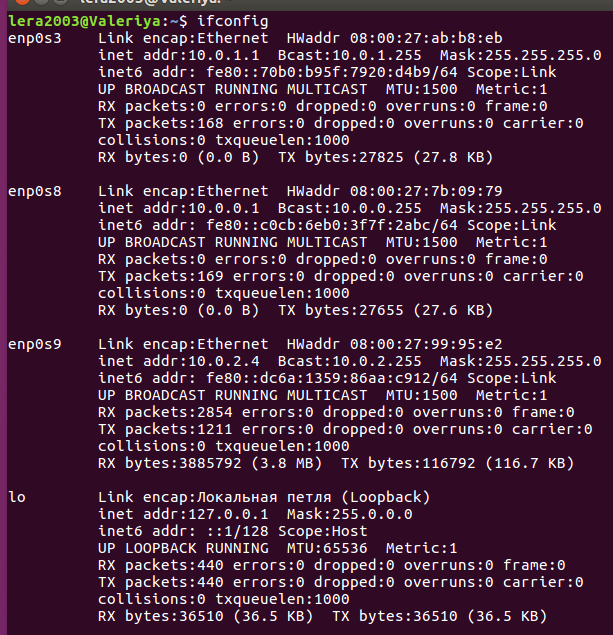 lera2003@Valeriya: ~
lera2003@Valeriya:~$ ifconfig
enp0s3    Link encap:Ethernet  HWaddr 08:00:27:ab:b8:eb
          inet addr:10.0.1.1  Bcast:10.0.1.255  Mask:255.255.255.0
          inet6 addr: fe80::70b0:b95f:7920:d4b9/64 Scope:Link
          UP BROADCAST RUNNING MULTICAST  MTU:1500  Metric:1
          RX packets:0 errors:0 dropped:0 overruns:0 frame:0
          TX packets:168 errors:0 dropped:0 overruns:0 carrier:0
          collisions:0 txqueuelen:1000
          RX bytes:0 (0.0 B)  TX bytes:27825 (27.8 KB)

enp0s8    Link encap:Ethernet  HWaddr 08:00:27:7b:09:79
          inet addr:10.0.0.1  Bcast:10.0.0.255  Mask:255.255.255.0
          inet6 addr: fe80::c0cb:6eb0:3f7f:2abc/64 Scope:Link
          UP BROADCAST RUNNING MULTICAST  MTU:1500  Metric:1
          RX packets:0 errors:0 dropped:0 overruns:0 frame:0
          TX packets:169 errors:0 dropped:0 overruns:0 carrier:0
          collisions:0 txqueuelen:1000
          RX bytes:0 (0.0 B)  TX bytes:27655 (27.6 KB)

enp0s9    Link encap:Ethernet  HWaddr 08:00:27:99:95:e2
          inet addr:10.0.2.4  Bcast:10.0.2.255  Mask:255.255.255.0
          inet6 addr: fe80::dc6a:1359:86aa:c912/64 Scope:Link
          UP BROADCAST RUNNING MULTICAST  MTU:1500  Metric:1
          RX packets:2854 errors:0 dropped:0 overruns:0 frame:0
          TX packets:1211 errors:0 dropped:0 overruns:0 carrier:0
          collisions:0 txqueuelen:1000
          RX bytes:3885792 (3.8 MB)  TX bytes:116792 (116.7 KB)

lo        Link encap:Локальная петля (Loopback)
          inet addr:127.0.0.1  Mask:255.0.0.0
          inet6 addr: ::1/128 Scope:Host
          UP LOOPBACK RUNNING  MTU:65536  Metric:1
          RX packets:440 errors:0 dropped:0 overruns:0 frame:0
          TX packets:440 errors:0 dropped:0 overruns:0 carrier:0
          collisions:0 txqueuelen:1000
          RX bytes:36510 (36.5 KB)  TX bytes:36510 (36.5 KB)